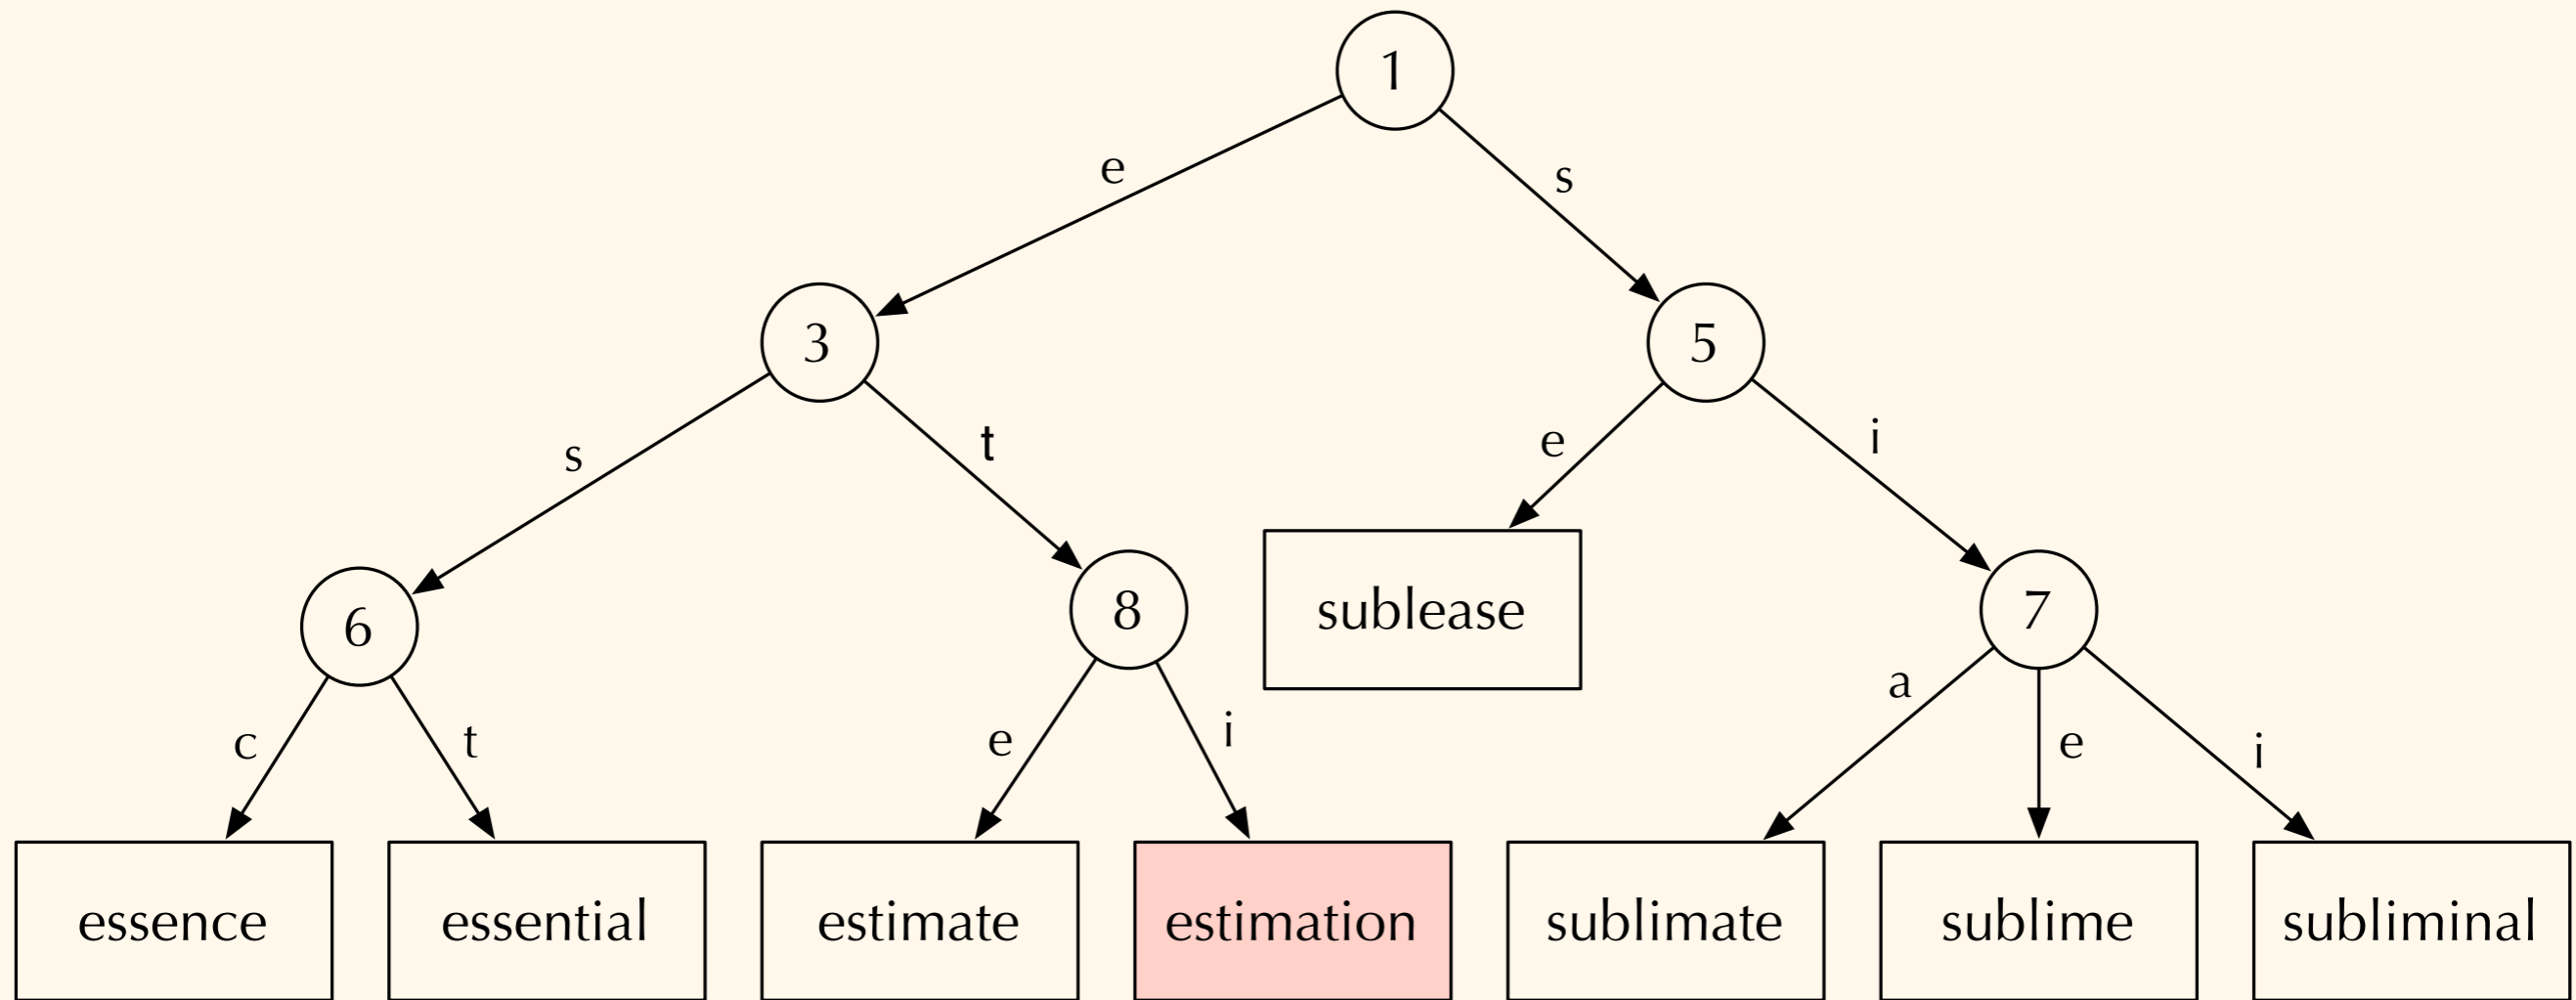 1
e
s
3
5
s
t
e
i
6
8
sublease
7
c
t
e
i
a
e
i
essence
essential
estimate
estimation
sublimate
sublime
subliminal